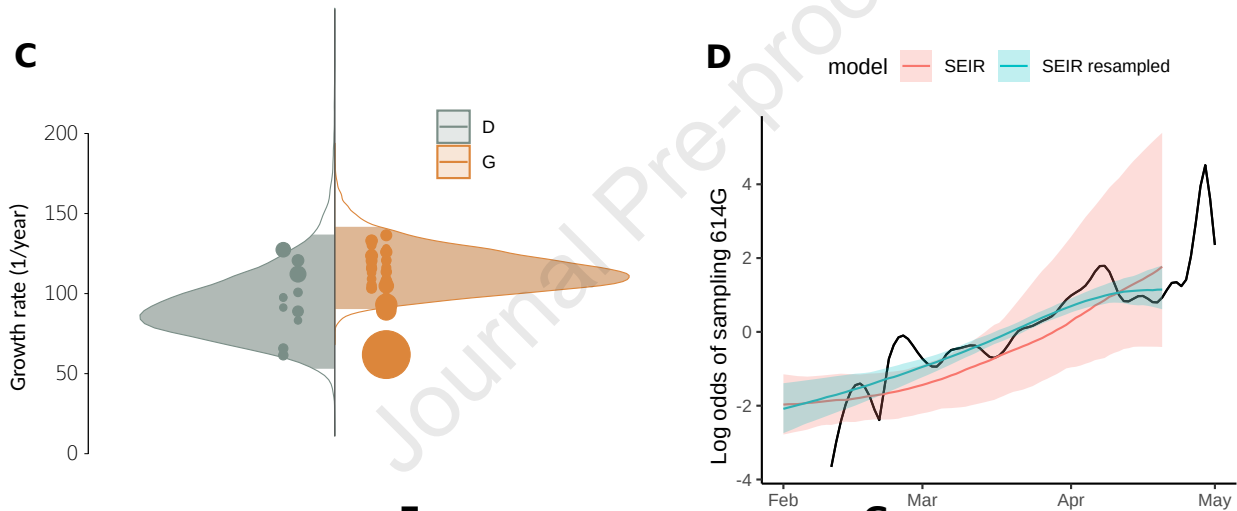 C
D
G
200
150
100
50
0
Growth rate (1/year)
Journal Pre-proo
D
model SEIR SEIR resampled
Log odds of sampling 614G
4
2
0
-2
-4
Feb Mar Apr May